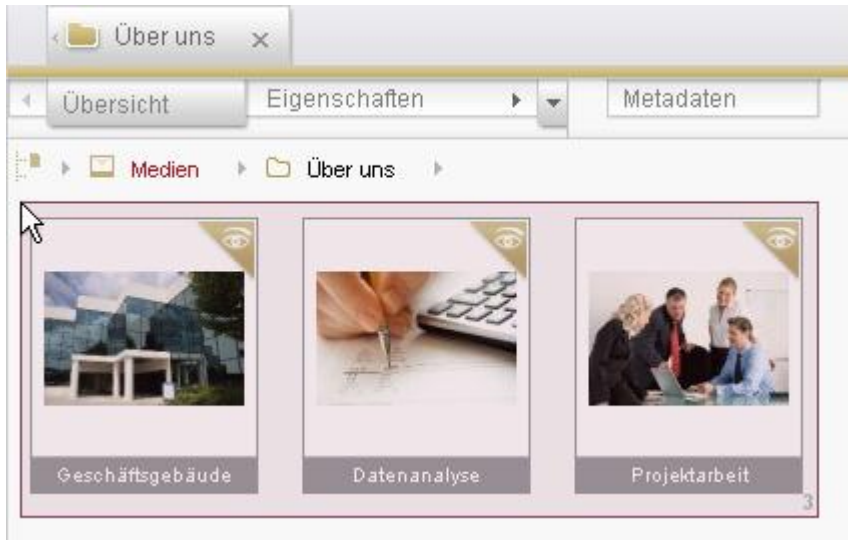 Über uns
Übersicht Eigenschaften Metadaten
Medien Über uns
Geschäftsgebäude Datenanalyse Projektarbeit
3